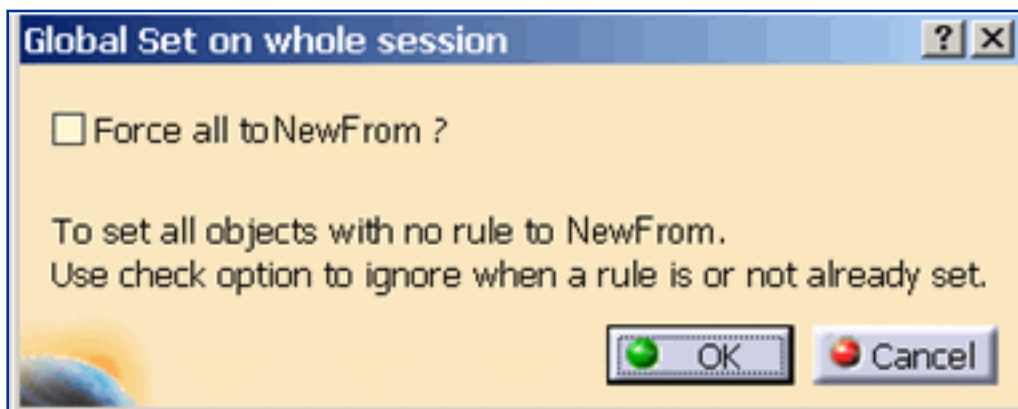 Global Set on whole session
Force all to NewFrom ?
To set all objects with no rule to NewFrom.
Use check option to ignore when a rule is or not already set.
OK Cancel